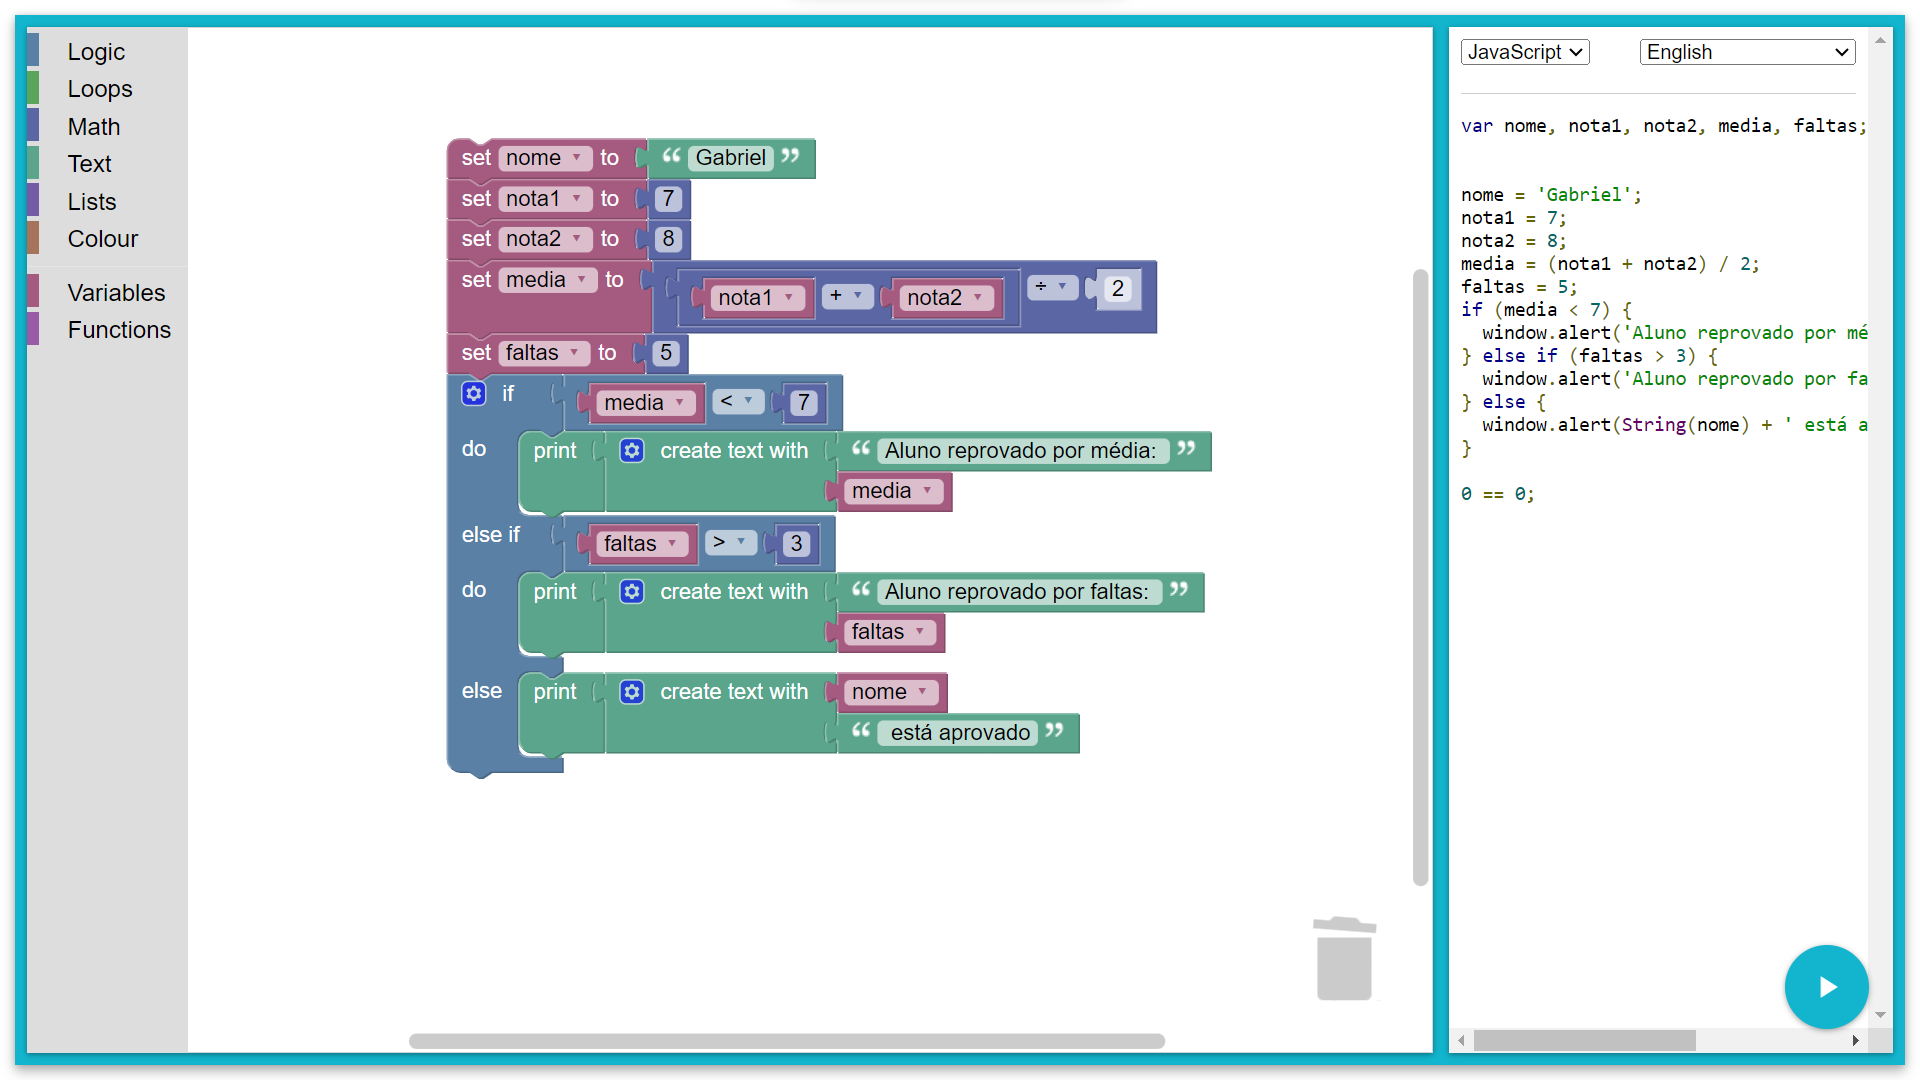 Logic
Loops
Math
Text
Lists
Colour
Variables
Functions
set nome to “ Gabriel ”
set nota1 to 7
set nota2 to 8
set media to nota1 + nota2 ÷ 2
set faltas to 5
if media < 7
do print create text with “ Aluno reprovado por média: ”
media
else if faltas > 3
do print create text with “ Aluno reprovado por faltas: ”
faltas
else print create text with nome
“ está aprovado ”
JavaScript English
var nome, nota1, nota2, media, faltas;
nome = 'Gabriel';
nota1 = 7;
nota2 = 8;
media = (nota1 + nota2) / 2;
faltas = 5;
if (media < 7) {
window.alert('Aluno reprovado por mé
} else if (faltas > 3) {
window.alert('Aluno reprovado por fa
} else {
window.alert(String(nome) + ' está a
}
0 == 0;